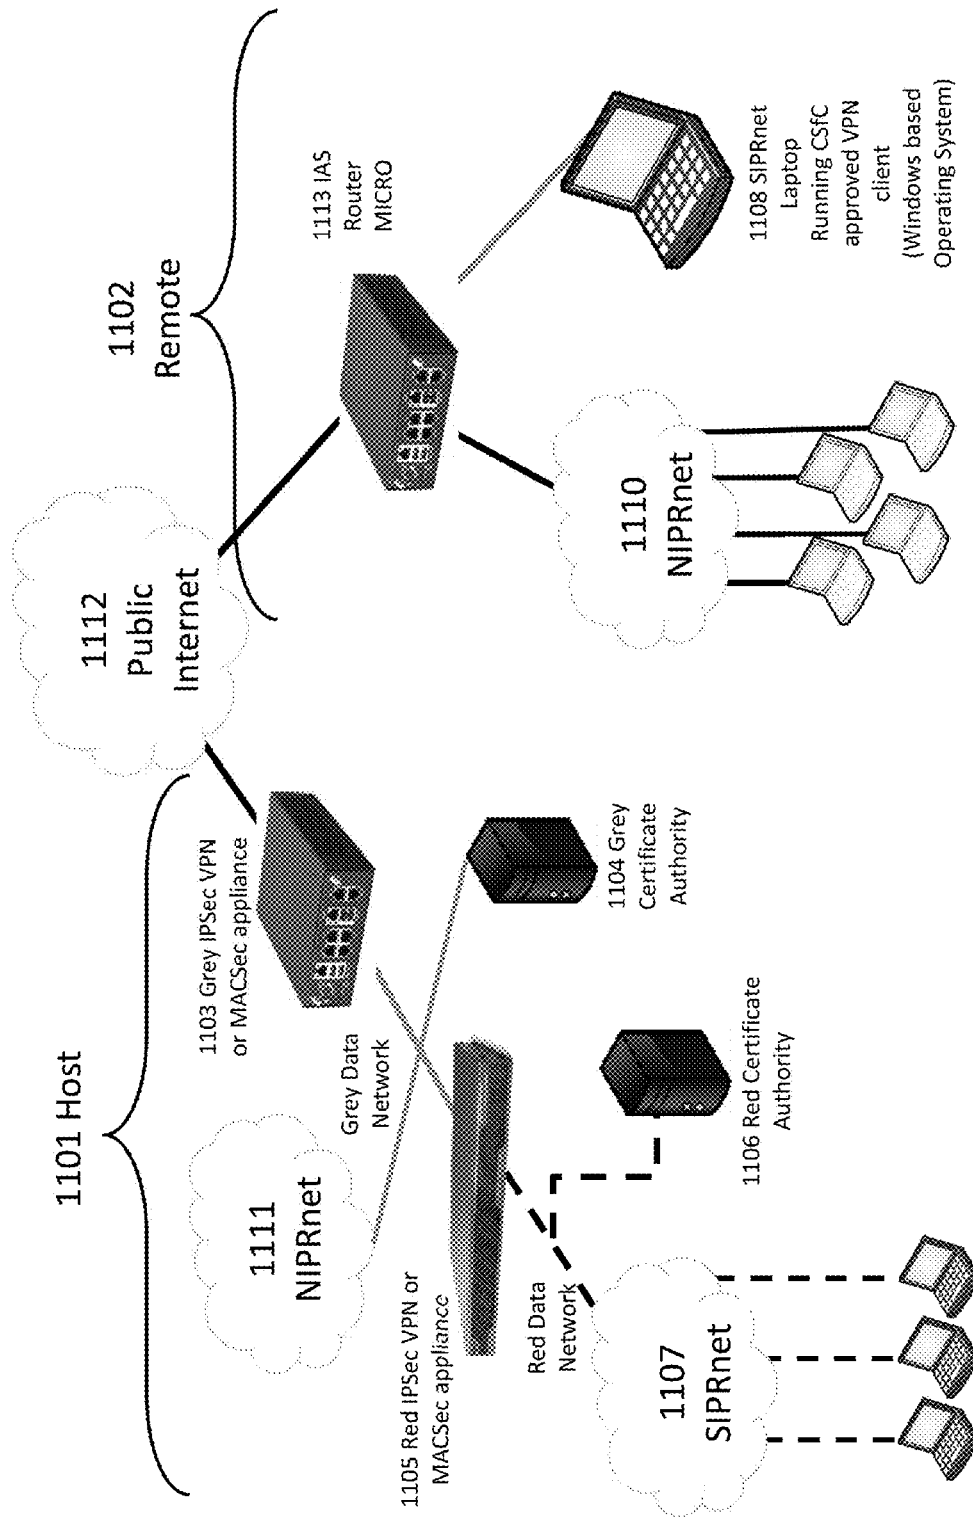 1101 Host
1102
Remote
1112
Public
Internet
1103 Grey IPSec VPN
or MACSec appliance
1113 IAS
Router
MICRO
1111
NIPRnet
Grey Data
Network
1105 Red IPSec VPN or
MACSec appliance
1104 Grey
Certificate
Authority
Red Data
Network
1106 Red Certificate
Authority
1107
SIPRnet
1110
NIPRnet
1108 SIPRnet
Laptop
Running CSfC
approved VPN
client
(Windows based
Operating System)